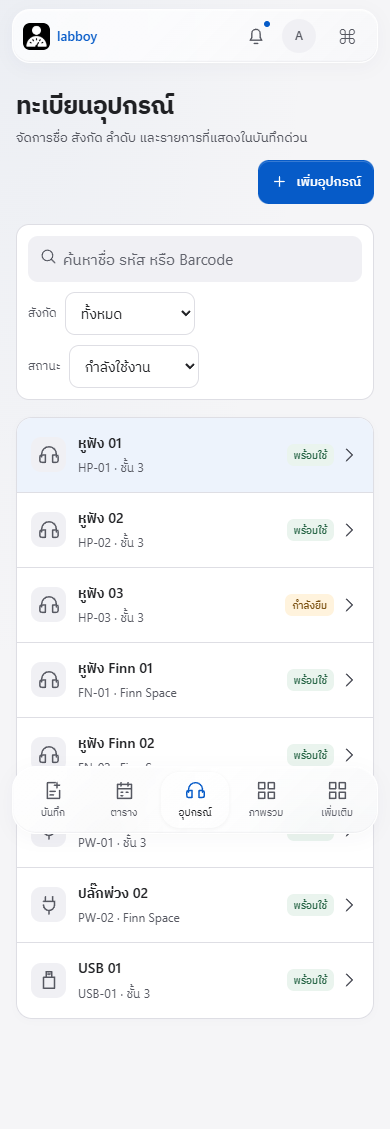 labboy
A
ทะเบียนอุปกรณ์
จัดการชื่อ สังกัด ลำดับ และรายการที่แสดงในบันทึกด่วน
เพิ่มอุปกรณ์
ค้นหาชื่อ รหัส หรือ Barcode
สังกัด ทั้งหมด
สถานะ กำลังใช้งาน
หูฟัง 01
HP-01 · ชั้น 3
พร้อมใช้
หูฟัง 02
HP-02 · ชั้น 3
พร้อมใช้
หูฟัง 03
HP-03 · ชั้น 3
กำลังยืม
หูฟัง Finn 01
FN-01 · Finn Space
พร้อมใช้
หูฟัง Finn 02
พร้อมใช้
บันทึก
ตาราง
อุปกรณ์
ภาพรวม
เพิ่มเติม
PW-01 · ชั้น 3
ปลั๊กพ่วง 02
PW-02 · Finn Space
พร้อมใช้
USB 01
USB-01 · ชั้น 3
พร้อมใช้